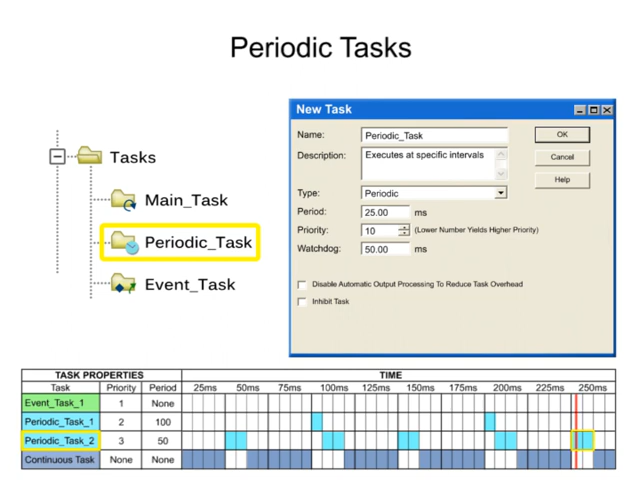 Periodic Tasks
Tasks
Main_Task
Periodic_Task
Event_Task
New Task
Name: Periodic_Task
Description: Executes at specific intervals
Type: Periodic
Period: 25.00 ms
Priority: 10 (Lower Number Yields Higher Priority)
Watchdog: 50.00 ms
Disable Automatic Output Processing To Reduce Task Overhead
Inhibit Task
OK
Cancel
Help
TASK PROPERTIES TIME
Task Priority Period 25ms 50ms 75ms 100ms 125ms 150ms 175ms 200ms 225ms 250ms
Event_Task_1 1 None
Periodic_Task_1 2 100
Periodic_Task_2 3 50
Continuous Task None None